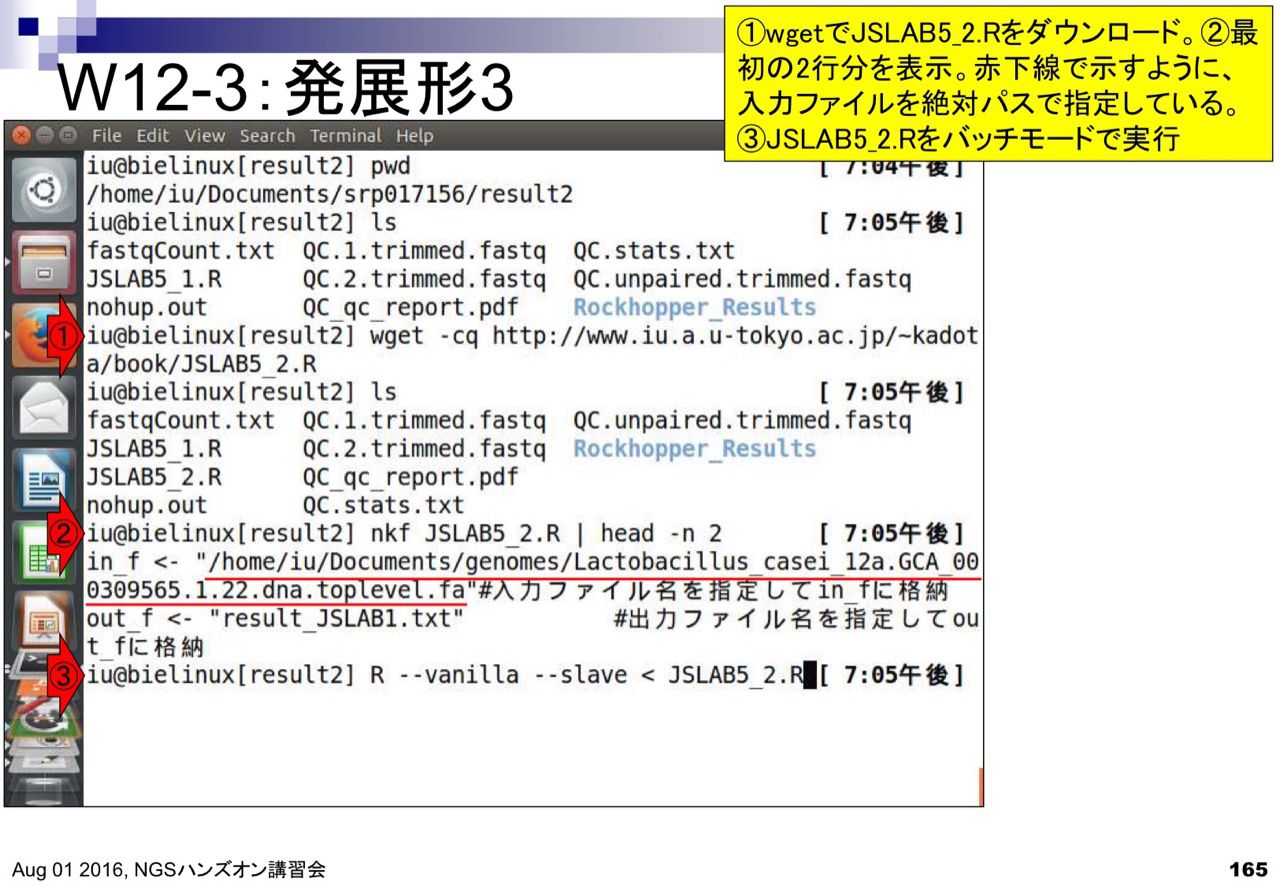 W12-3：発展形3
①wgetでJSLAB5_2.Rをダウンロード。②最
初の2行分を表示。赤下線で示すように、
入力ファイルを絶対パスで指定している。
③JSLAB5_2.Rをバッチモードで実行
File Edit View Search Terminal Help
iu@bielinux[result2] pwd [ 7:04午後]
/home/iu/Documents/srp017156/result2
iu@bielinux[result2] ls [ 7:05午後]
fastqCount.txt QC.1.trimmed.fastq QC.stats.txt
JSLAB5_1.R QC.2.trimmed.fastq QC.unpaired.trimmed.fastq
nohup.out QC_qc_report.pdf Rockhopper_Results
① iu@bielinux[result2] wget -cq http://www.iu.a.u-tokyo.ac.jp/~kadot
a/book/JSLAB5_2.R
iu@bielinux[result2] ls [ 7:05午後]
fastqCount.txt QC.1.trimmed.fastq QC.unpaired.trimmed.fastq
JSLAB5_1.R QC.2.trimmed.fastq Rockhopper_Results
JSLAB5_2.R QC_qc_report.pdf
nohup.out QC.stats.txt
② iu@bielinux[result2] nkf JSLAB5_2.R | head -n 2 [ 7:05午後]
in_f <- "/home/iu/Documents/genomes/Lactobacillus_casei_12a.GCA_00
0309565.1.22.dna.toplevel.fa"#入力ファイル名を指定してin_fに格納
out_f <- "result_JSLAB1.txt" #出力ファイル名を指定してou
t_fに格納
③ iu@bielinux[result2] R --vanilla --slave < JSLAB5_2.R [ 7:05午後]
Aug 01 2016, NGSハンズオン講習会
165